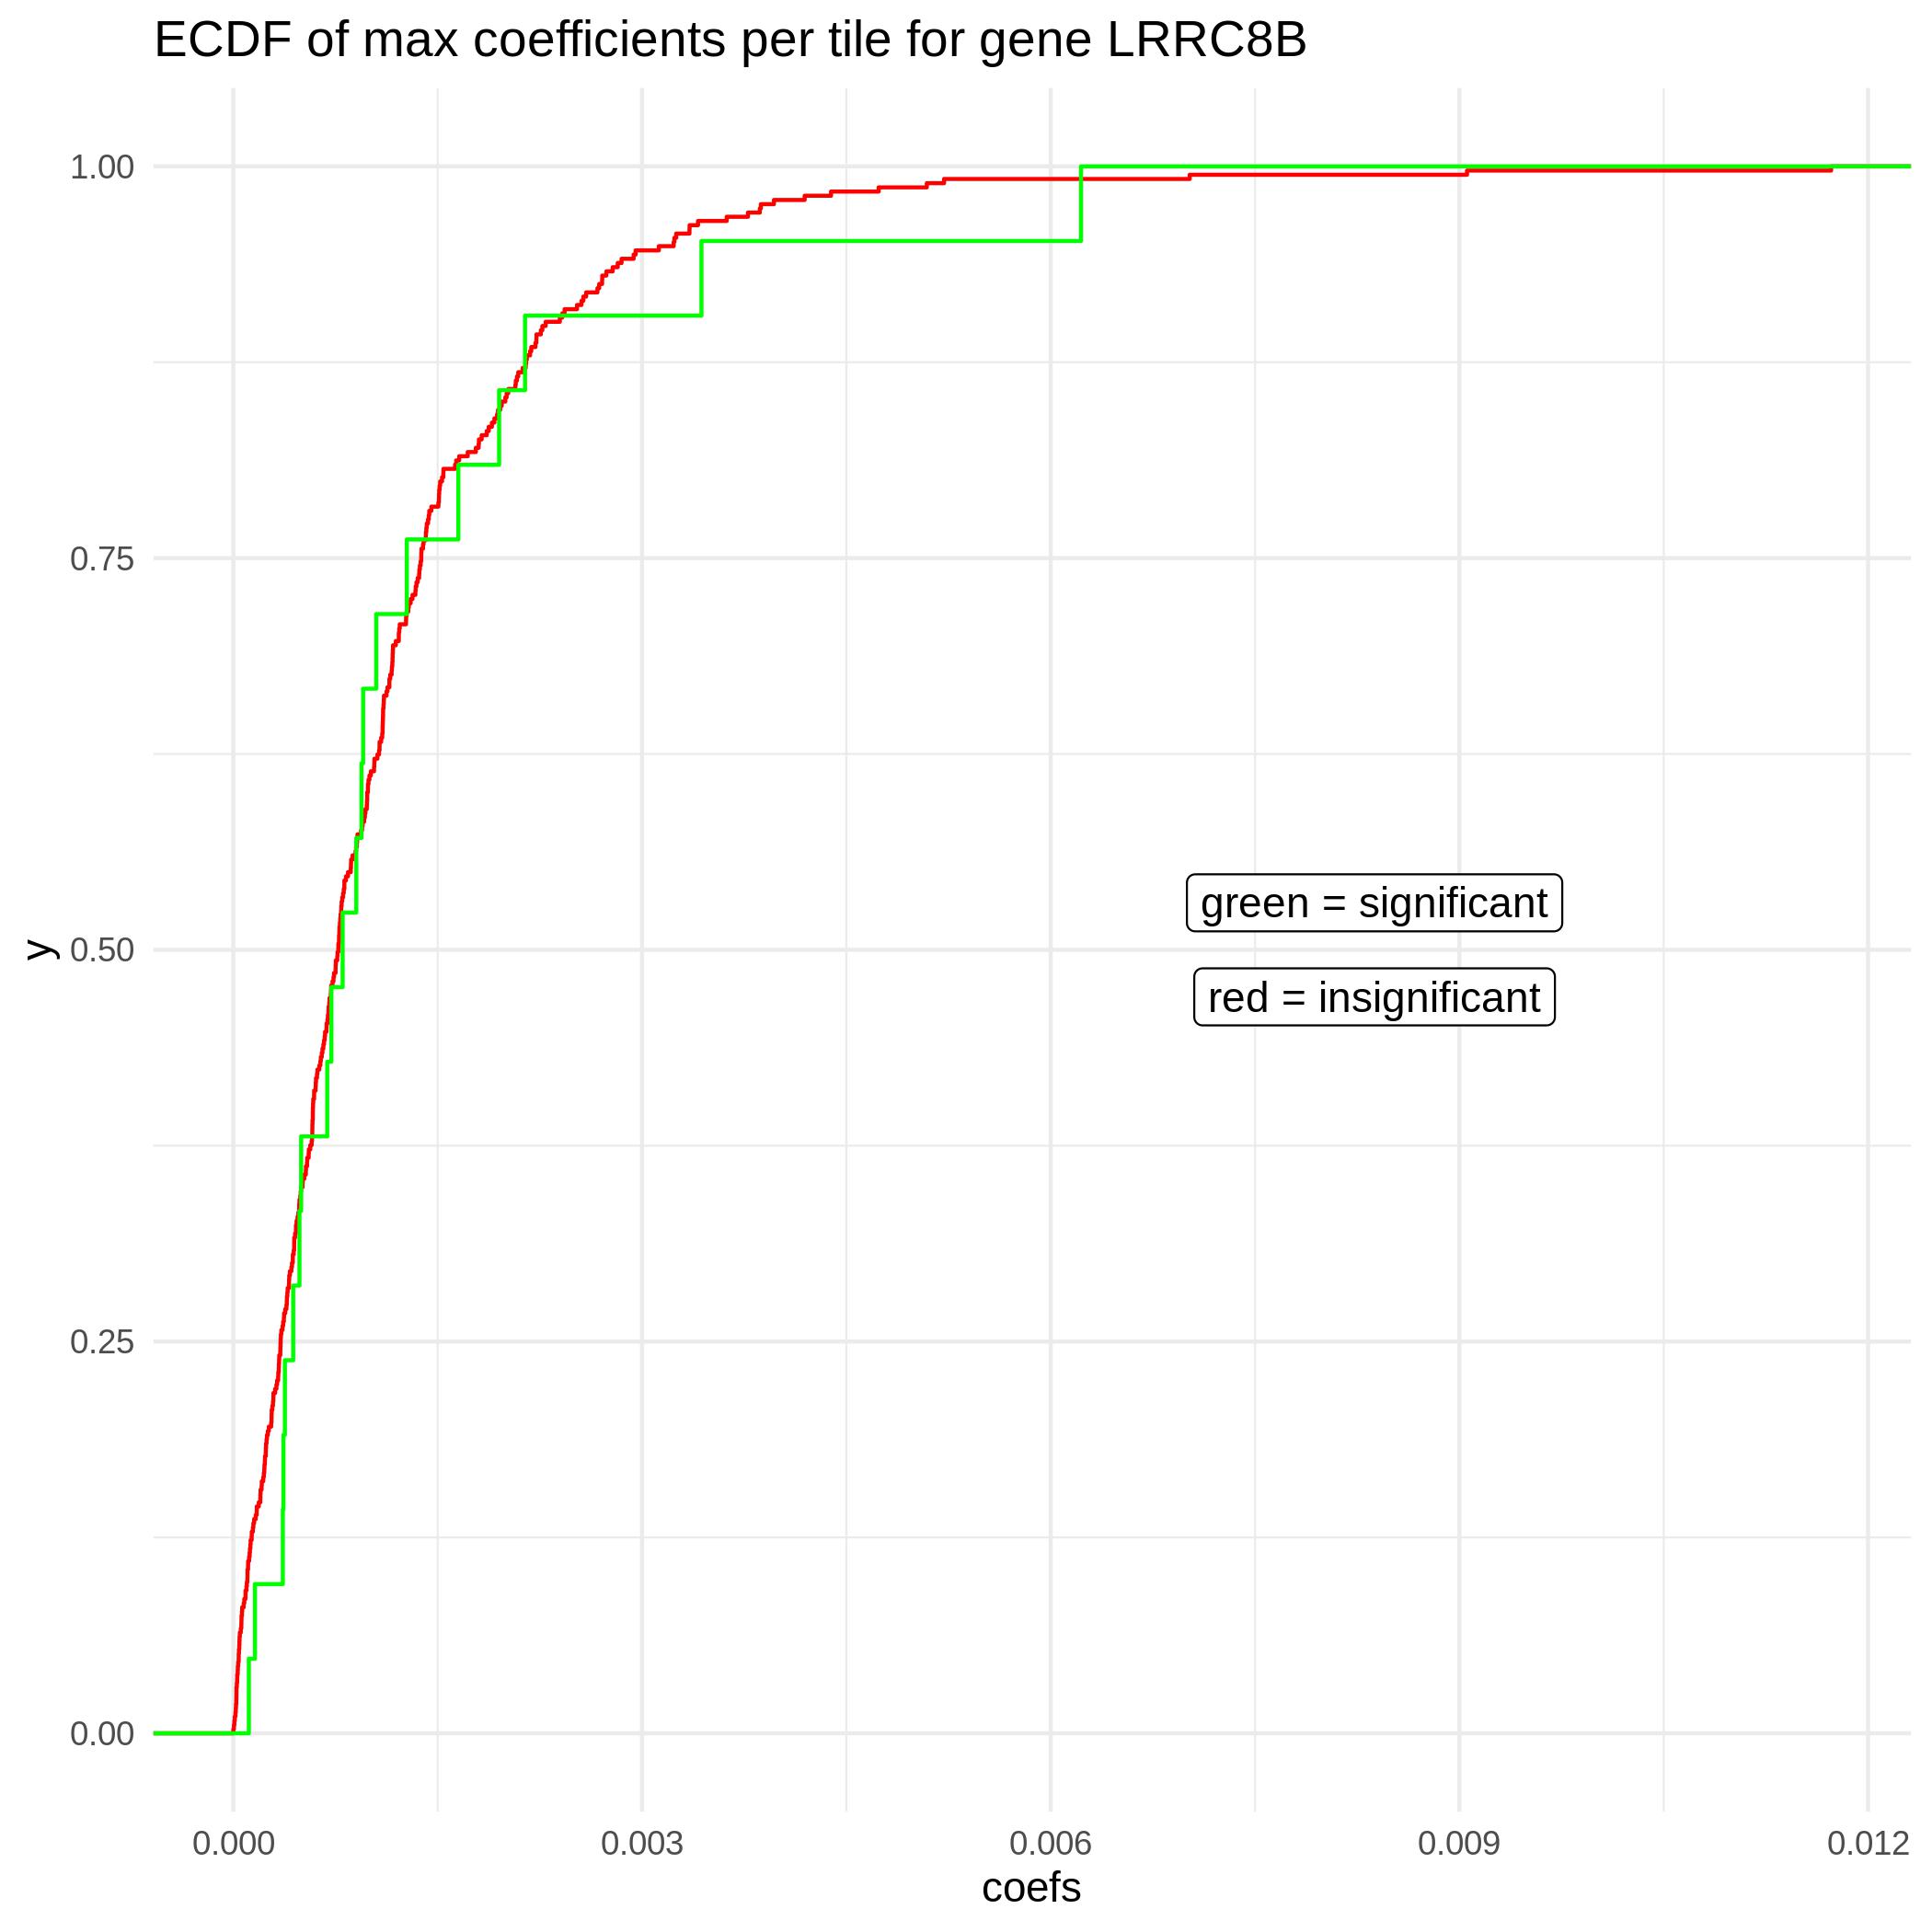 ECDF of max coefficients per tile for gene LRRC8B
1.00
0.75
0.50
0.25
0.00
y
green = significant
red = insignificant
0.000 0.003 0.006 0.009 0.012
coefs